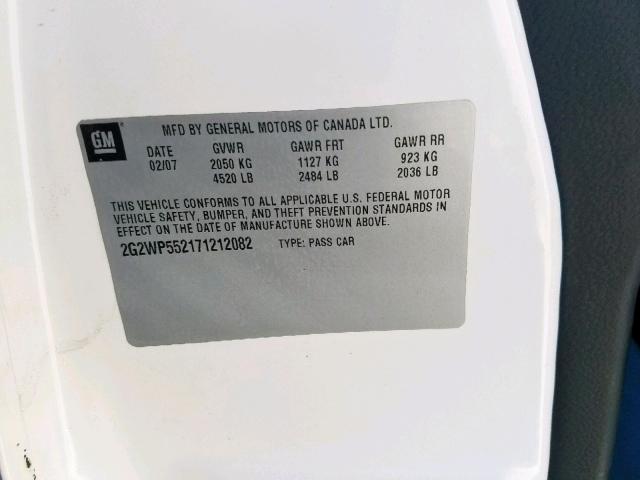 GM
MFD BY GENERAL MOTORS OF CANADA LTD.
DATE GVWR GAWR FRT GAWR RR
02/07 2050 KG 1127 KG 923 KG
4520 LB 2484 LB 2036 LB
THIS VEHICLE CONFORMS TO ALL APPLICABLE U.S. FEDERAL MOTOR
VEHICLE SAFETY, BUMPER, AND THEFT PREVENTION STANDARDS IN
EFFECT ON THE DATE OF MANUFACTURE SHOWN ABOVE.
2G2WP552171212082 TYPE: PASS CAR